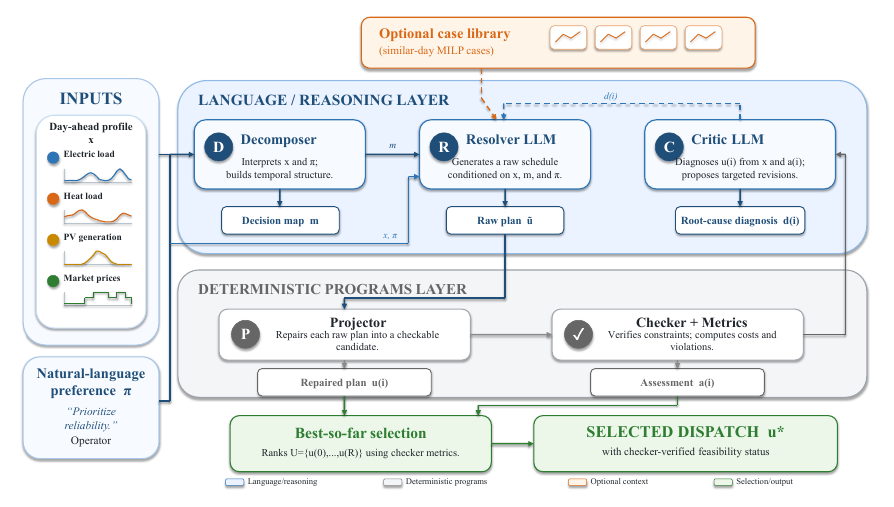 Optional case library
(similar-day MILP cases)
INPUTS
Day-ahead profile
x
Electric load
Heat load
PV generation
Market prices
Natural-language
preference π
“Prioritize
reliability.”
Operator
LANGUAGE / REASONING LAYER
d(i)
D Decomposer
Interprets x and π;
builds temporal structure.
m
R Resolver LLM
Generates a raw schedule
conditioned on x, m, and π.
C Critic LLM
Diagnoses u(i) from x and a(i);
proposes targeted revisions.
Decision map m
Raw plan ũ
Root-cause diagnosis d(i)
x, π
DETERMINISTIC PROGRAMS LAYER
P Projector
Repairs each raw plan into a checkable
candidate.
✓ Checker + Metrics
Verifies constraints; computes costs and
violations.
Repaired plan u(i)
Assessment a(i)
Best-so-far selection
Ranks U={u(0),...,u(R)} using checker metrics.
SELECTED DISPATCH u*
with checker-verified feasibility status
Language/reasoning
Deterministic programs
Optional context
Selection/output